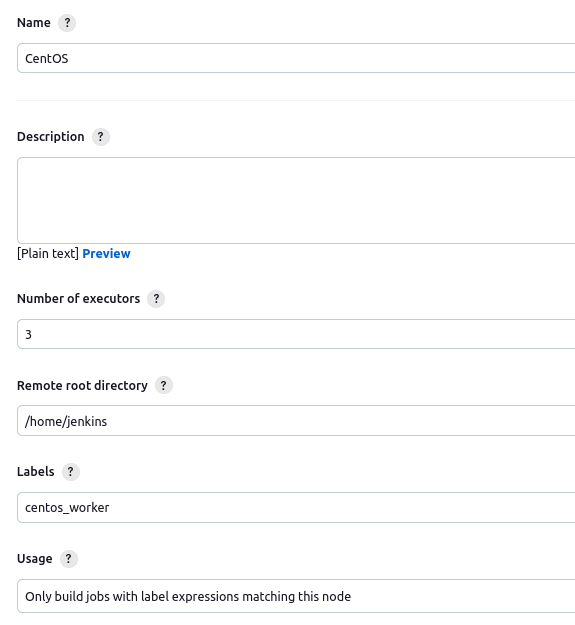 Name ?
CentOS
Description ?
[Plain text] Preview
Number of executors ?
3
Remote root directory ?
/home/jenkins
Labels ?
centos_worker
Usage ?
Only build jobs with label expressions matching this node